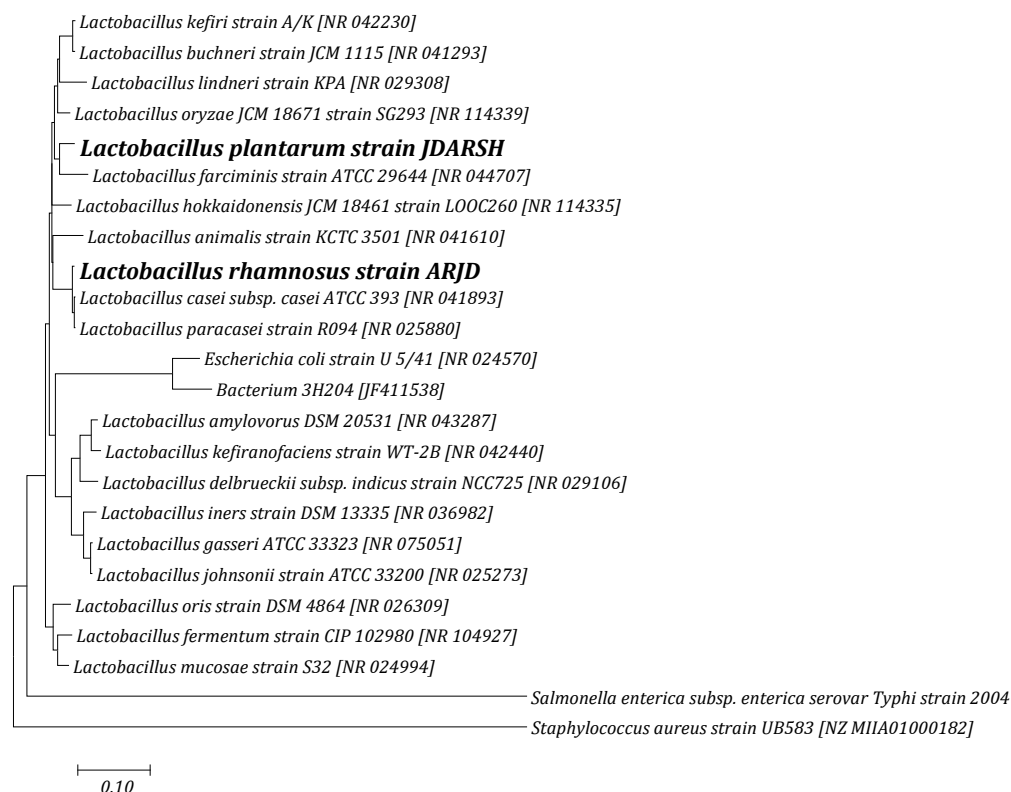 Lactobacillus kefiri strain A/K [NR 042230]
Lactobacillus buchneri strain JCM 1115 [NR 041293]
Lactobacillus lindneri strain KPA [NR 029308]
Lactobacillus oryzae JCM 18671 strain SG293 [NR 114339]
Lactobacillus plantarum strain JDARSH
Lactobacillus farciminis strain ATCC 29644 [NR 044707]
Lactobacillus hokkaidonensis JCM 18461 strain LOOC260 [NR 114335]
Lactobacillus animalis strain KCTC 3501 [NR 041610]
Lactobacillus rhamnosus strain ARJD
Lactobacillus casei subsp. casei ATCC 393 [NR 041893]
Lactobacillus paracasei strain R094 [NR 025880]
Escherichia coli strain U 5/41 [NR 024570]
Bacterium 3H204 [JF411538]
Lactobacillus amylovorus DSM 20531 [NR 043287]
Lactobacillus kefiranofaciens strain WT-2B [NR 042440]
Lactobacillus delbrueckii subsp. indicus strain NCC725 [NR 029106]
Lactobacillus iners strain DSM 13335 [NR 036982]
Lactobacillus gasseri ATCC 33323 [NR 075051]
Lactobacillus johnsonii strain ATCC 33200 [NR 025273]
Lactobacillus oris strain DSM 4864 [NR 026309]
Lactobacillus fermentum strain CIP 102980 [NR 104927]
Lactobacillus mucosae strain S32 [NR 024994]
Salmonella enterica subsp. enterica serovar Typhi strain 2004
Staphylococcus aureus strain UB583 [NZ MIIA01000182]
0.10